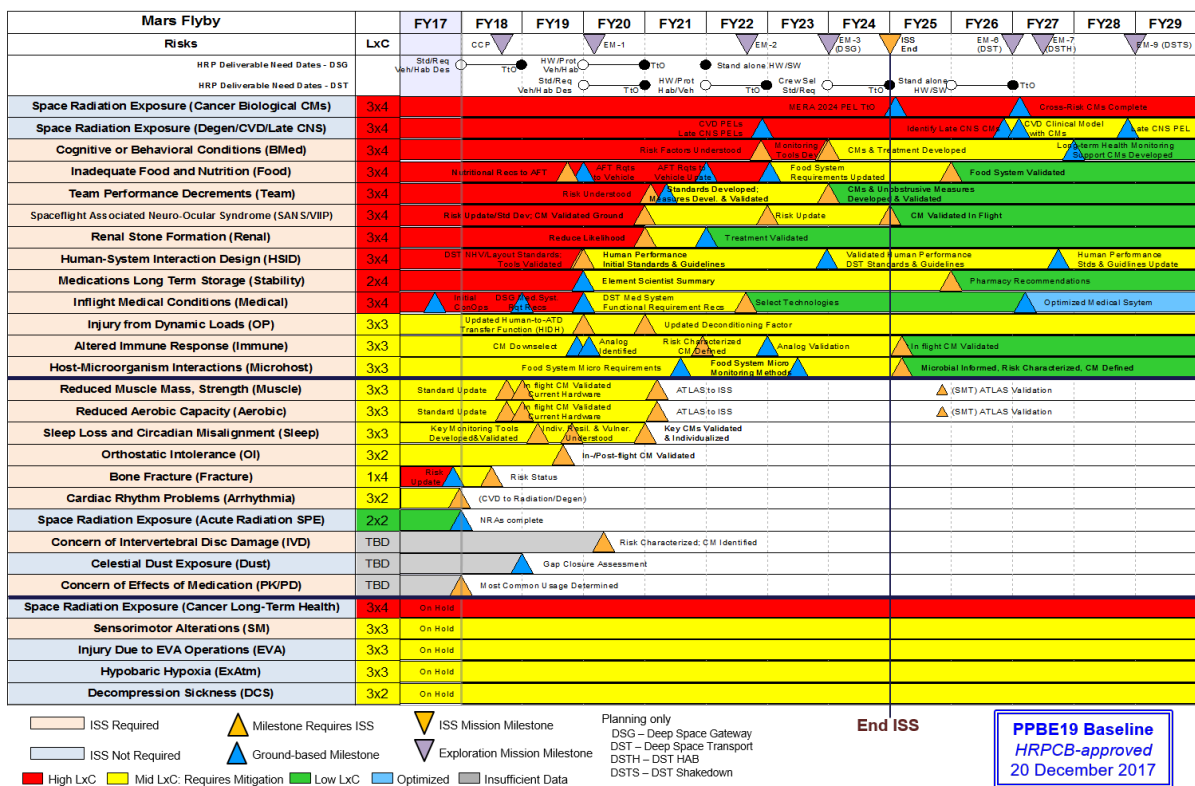 Mars Flyby FY17 FY18 FY19 FY20 FY21 FY22 FY23 FY24 FY25 FY26 FY27 FY28 FY29
Risks LxC CCP EM-1 EM-2 EM-3 (DSG) ISS End EM-6 (DST) EM-7 (DSTH) EM-9 (DSTS)
HRP Deliverable Need Dates - DSG Std/Req Veh/Hab Des TtO HW/Prot Veh/Hab TtO Stand alone HW/SW
HRP Deliverable Need Dates - DST Std/Req Veh/Hab Des TtO HW/Prot Hab/Veh TtO Crew Sel Std/Req TtO Stand alone HW/SW TtO
Space Radiation Exposure (Cancer Biological CMs) 3x4 MERA 2024 PEL TtO Cross-Risk CMs Complete
Space Radiation Exposure (Degen/CVD/Late CNS) 3x4 CVD PELs Late CNS PELs Identify Late CNS CMs CVD Clinical Model with CMs Late CNS PEL
Cognitive or Behavioral Conditions (BMed) 3x4 Risk Factors Understood Monitoring Tools Dev CMs & Treatment Developed Long-term Health Monitoring Support CMs Developed
Inadequate Food and Nutrition (Food) 3x4 Nutritional Recs to AFT AFT Rqts to Vehicle AFT Rqts to Vehicle Update Food System Requirements Updated Food System Validated
Team Performance Decrements (Team) 3x4 Risk Understood Standards Developed; Measures Devel. & Validated CMs & Unobstrusive Measures Developed & Validated
Spaceflight Associated Neuro-Ocular Syndrome (SANS/VIIP) 3x4 Risk Update/Std Dev; CM Validated Ground Risk Update CM Validated In Flight
Renal Stone Formation (Renal) 3x4 Reduce Likelihood Treatment Validated
Human-System Interaction Design (HSID) 3x4 DST NHV/Layout Standards; Tools Validated Human Performance Initial Standards & Guidelines Validated Human Performance DST Standards & Guidelines Human Performance Stds & Guidlines Update
Medications Long Term Storage (Stability) 2x4 Element Scientist Summary Pharmacy Recommendations
Inflight Medical Conditions (Medical) 3x4 Initial ConOps DSG Med Syst. Rqt Recs DST Med System Functional Requirement Recs Select Technologies Optimized Medical Ssytem
Injury from Dynamic Loads (OP) 3x3 Updated Human-to-ATD Transfer Function (HIDH) Updated Deconditioning Factor
Altered Immune Response (Immune) 3x3 CM Downselect Analog Identified Risk Characterized CM Defined Analog Validation In flight CM Validated
Host-Microorganism Interactions (Microhost) 3x3 Food System Micro Requirements Food System Micro Monitoring Methods Microbial Informed, Risk Characterized, CM Defined
Reduced Muscle Mass, Strength (Muscle) 3x3 Standard Update In flight CM Validated Current Hardware ATLAS to ISS (SMT) ATLAS Validation
Reduced Aerobic Capacity (Aerobic) 3x3 Standard Update In flight CM Validated Current Hardware ATLAS to ISS (SMT) ATLAS Validation
Sleep Loss and Circadian Misalignment (Sleep) 3x3 Key Monitoring Tools Developed & Validated Indiv. Resil. & Vulner. Understood Key CMs Validated & Individualized
Orthostatic Intolerance (OI) 3x2 In-/Post-flight CM Validated
Bone Fracture (Fracture) 1x4 Risk Update Risk Status
Cardiac Rhythm Problems (Arrhythmia) 3x2 (CVD to Radiation/Degen)
Space Radiation Exposure (Acute Radiation SPE) 2x2 NRAs complete
Concern of Intervertebral Disc Damage (IVD) TBD Risk Characterized; CM Identified
Celestial Dust Exposure (Dust) TBD Gap Closure Assessment
Concern of Effects of Medication (PK/PD) TBD Most Common Usage Determined
Space Radiation Exposure (Cancer Long-Term Health) 3x4 On Hold
Sensorimotor Alterations (SM) 3x3 On Hold
Injury Due to EVA Operations (EVA) 3x3 On Hold
Hypobaric Hypoxia (ExAtm) 3x3 On Hold
Decompression Sickness (DCS) 3x2 On Hold
End ISS
ISS Required Milestone Requires ISS ISS Mission Milestone
ISS Not Required Ground-based Milestone Exploration Mission Milestone
High LxC Mid LxC: Requires Mitigation Low LxC Optimized Insufficient Data
Planning only
DSG – Deep Space Gateway
DST – Deep Space Transport
DSTH – DST HAB
DSTS – DST Shakedown
PPBE19 Baseline
HRPCB-approved
20 December 2017